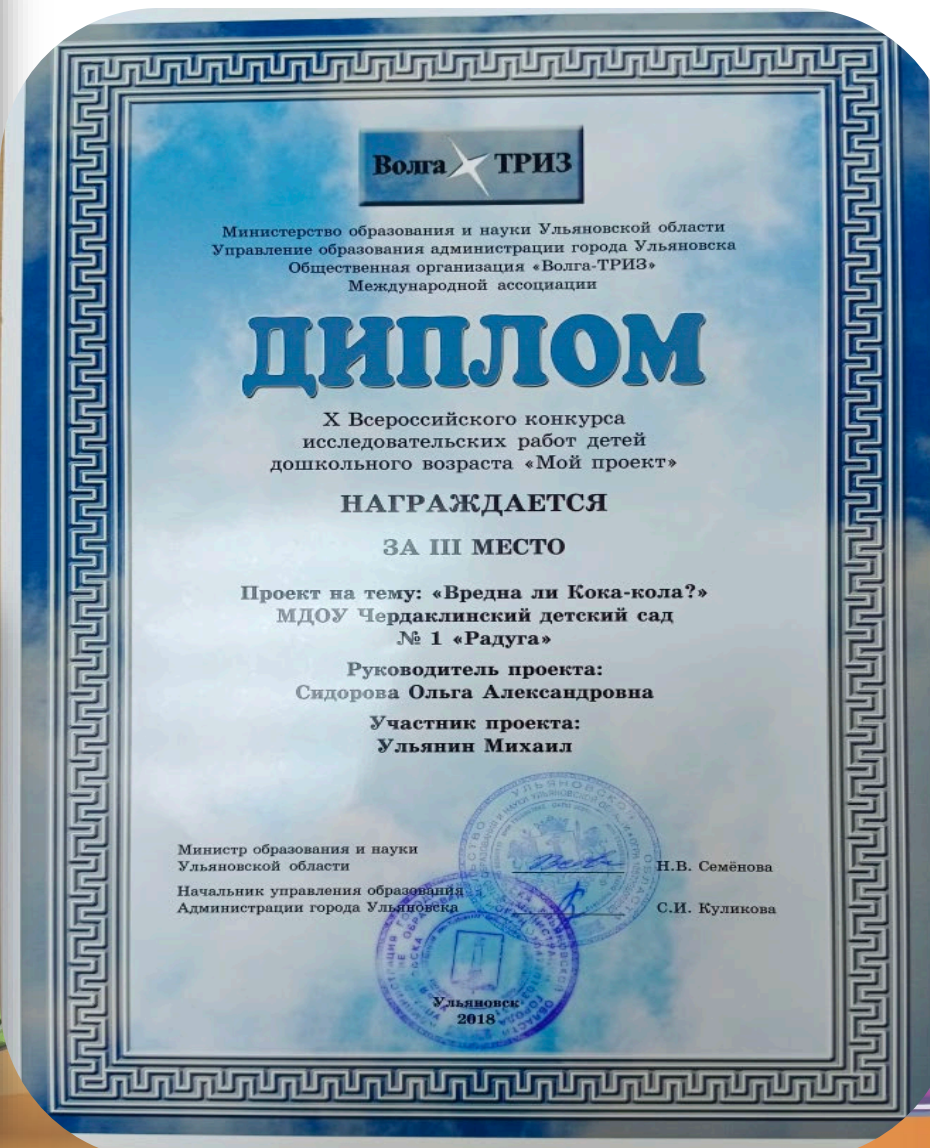 Волга ТРИЗ
Министерство образования и науки Ульяновской области
Управление образования администрации города Ульяновска
Общественная организация «Волга-ТРИЗ»
Международной ассоциации
ДИПЛОМ
X Всероссийского конкурса
исследовательских работ детей
дошкольного возраста «Мой проект»
НАГРАЖДАЕТСЯ
ЗА III МЕСТО
Проект на тему: «Вредна ли Кока-кола?»
МДОУ Чердаклинский детский сад
№ 1 «Радуга»
Руководитель проекта:
Сидорова Ольга Александровна
Участник проекта:
Ульянин Михаил
Министр образования и науки
Ульяновской области
Н.В. Семёнова
Начальник управления образования
Администрации города Ульяновска
С.И. Куликова
Ульяновск
2018